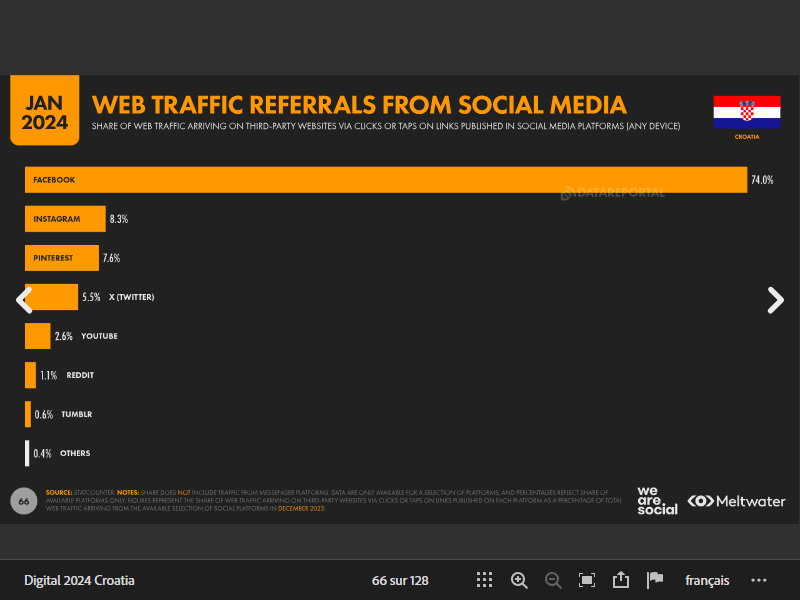 JAN
2024
WEB TRAFFIC REFERRALS FROM SOCIAL MEDIA
SHARE OF WEB TRAFFIC ARRIVING ON THIRD-PARTY WEBSITES VIA CLICKS OR TAPS ON LINKS PUBLISHED IN SOCIAL MEDIA PLATFORMS (ANY DEVICE)
CROATIA
FACEBOOK 74.0%
DATAREPORTAL
INSTAGRAM 8.3%
PINTEREST 7.6%
5.5% X (TWITTER)
2.6% YOUTUBE
1.1% REDDIT
0.6% TUMBLR
0.4% OTHERS
66
SOURCE: STATCOUNTER. NOTES: SHARE DOES NOT INCLUDE TRAFFIC FROM MESSENGER PLATFORMS. DATA ARE ONLY AVAILABLE FOR A SELECTION OF PLATFORMS, AND PERCENTAGES REFLECT SHARE OF
AVAILABLE PLATFORMS ONLY. FIGURES REPRESENT THE SHARE OF WEB TRAFFIC ARRIVING ON THIRD-PARTY WEBSITES VIA CLICKS OR TAPS ON LINKS PUBLISHED ON EACH PLATFORM AS A PERCENTAGE OF TOTAL
WEB TRAFFIC ARRIVING FROM THE AVAILABLE SELECTION OF SOCIAL PLATFORMS IN DECEMBER 2023.
we
are.
social
Meltwater
Digital 2024 Croatia
66 sur 128
français